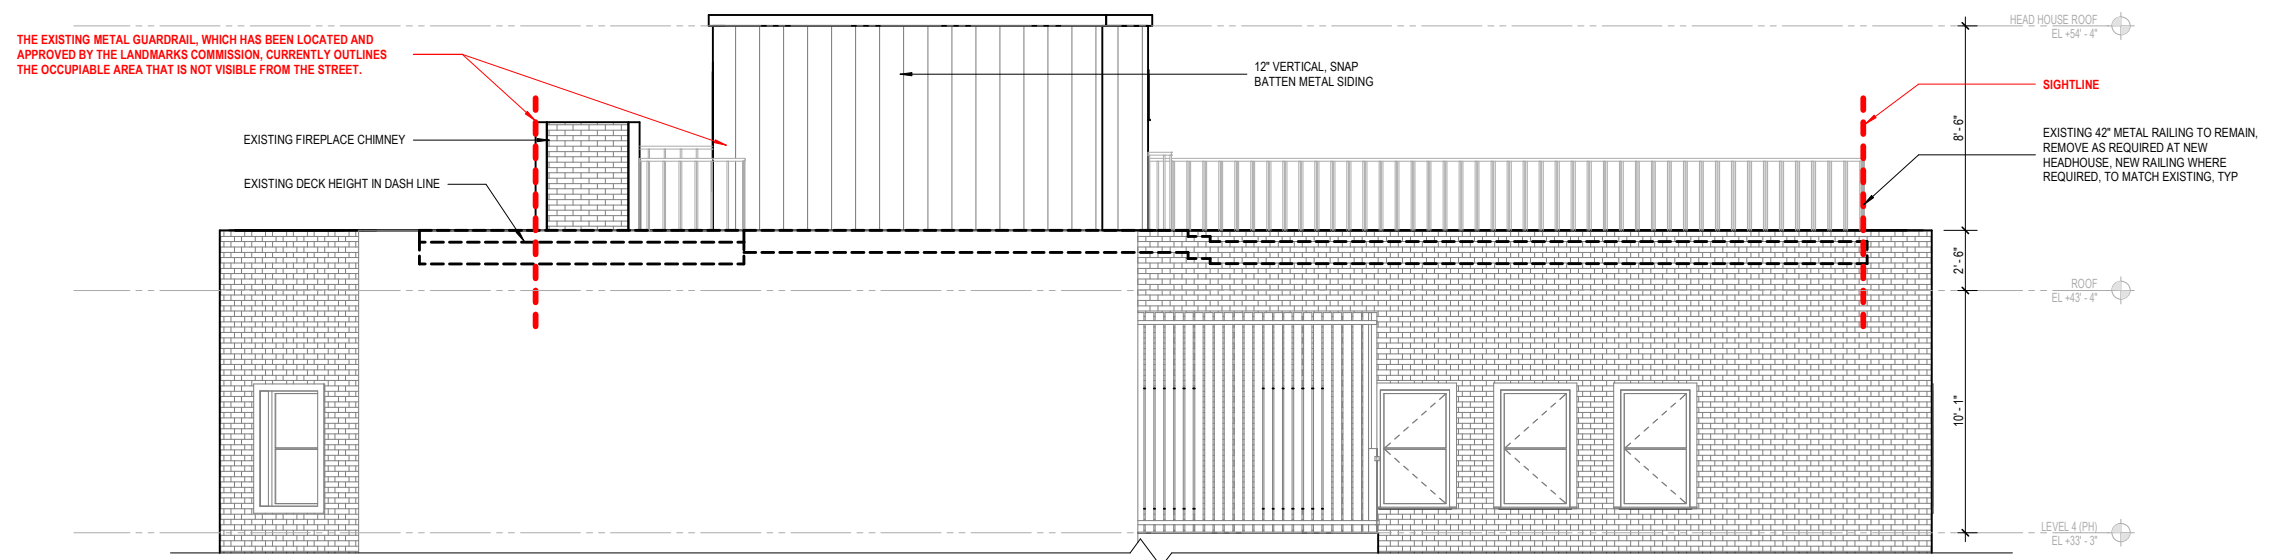 HEAD HOUSE ROOF
EL +54' - 4"
THE EXISTING METAL GUARDRAIL, WHICH HAS BEEN LOCATED AND
APPROVED BY THE LANDMARKS COMMISSION, CURRENTLY OUTLINES
THE OCCUPIABLE AREA THAT IS NOT VISIBLE FROM THE STREET.
12" VERTICAL, SNAP
BATTEN METAL SIDING
SIGHTLINE
8' - 6"
EXISTING FIREPLACE CHIMNEY
EXISTING 42" METAL RAILING TO REMAIN,
REMOVE AS REQUIRED AT NEW
HEADHOUSE, NEW RAILING WHERE
REQUIRED, TO MATCH EXISTING, TYP
EXISTING DECK HEIGHT IN DASH LINE
2' - 6"
ROOF
EL +43' - 4"
10' - 1"
LEVEL 4 (PH)
EL +33' - 3"